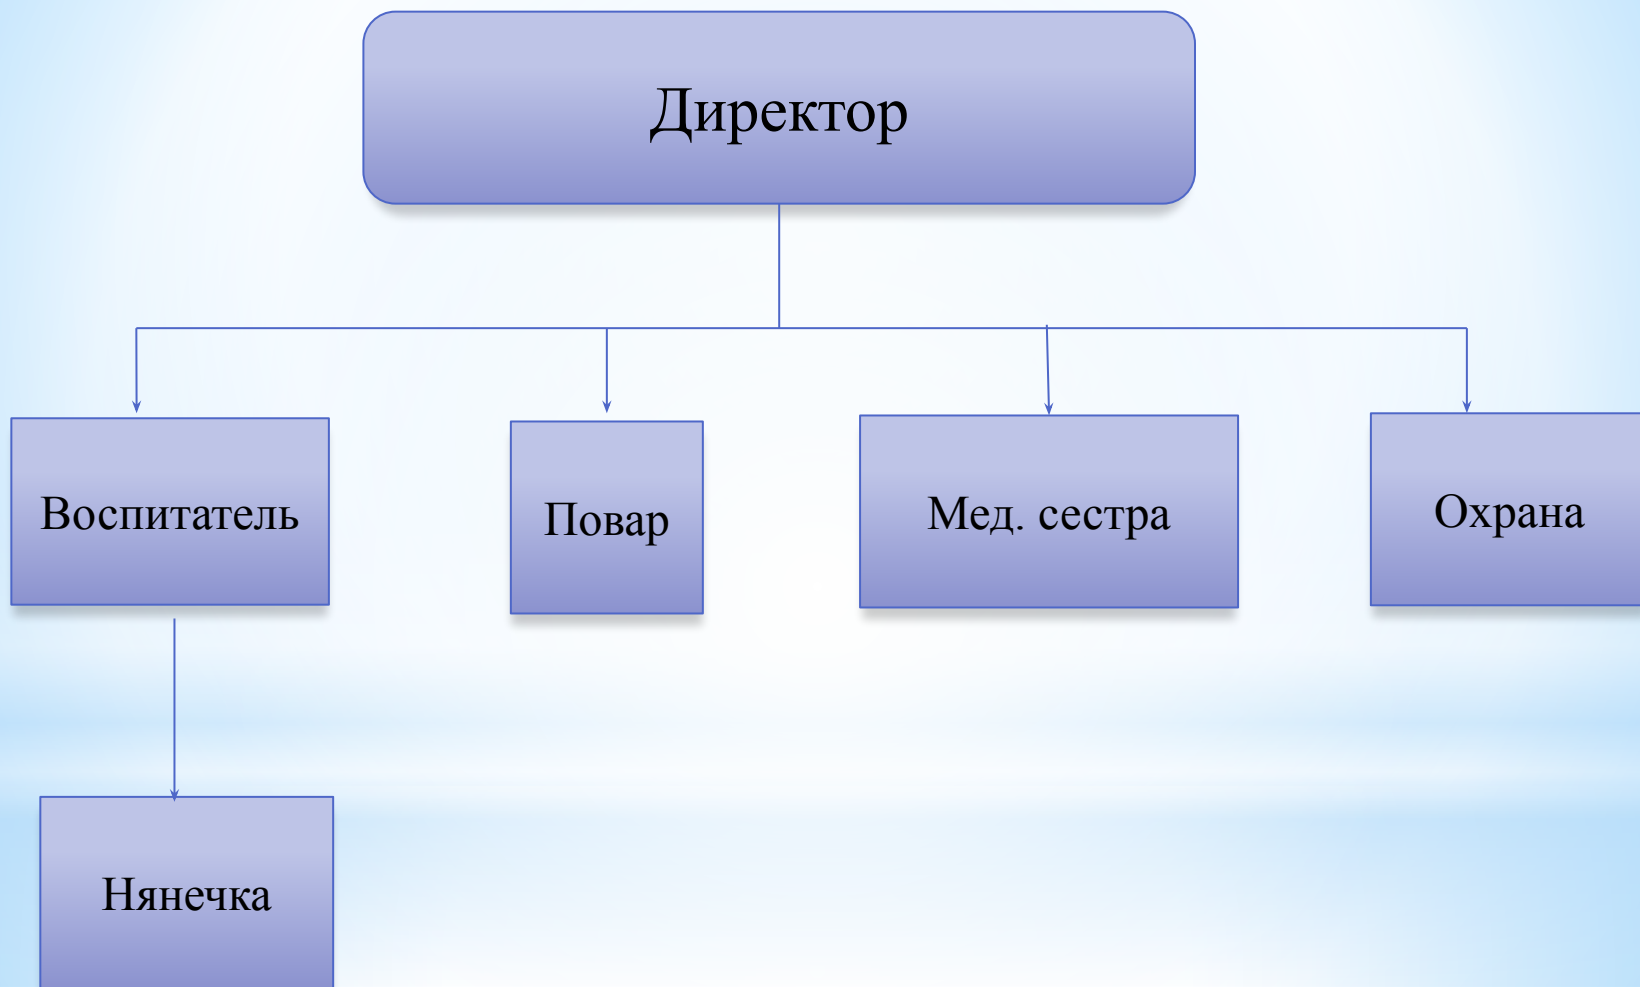 Директор
Воспитатель
Повар
Мед. сестра
Охрана
Нянечка